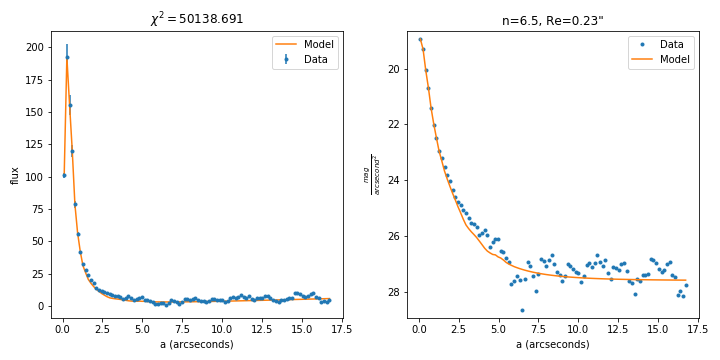 χ² = 50138.691
Model
Data
flux
200
175
150
125
100
75
50
25
0
0.0 2.5 5.0 7.5 10.0 12.5 15.0 17.5
a (arcseconds)
n=6.5, Re=0.23"
Data
Model
mag/arcsecond²
20
22
24
26
28
0.0 2.5 5.0 7.5 10.0 12.5 15.0 17.5
a (arcseconds)